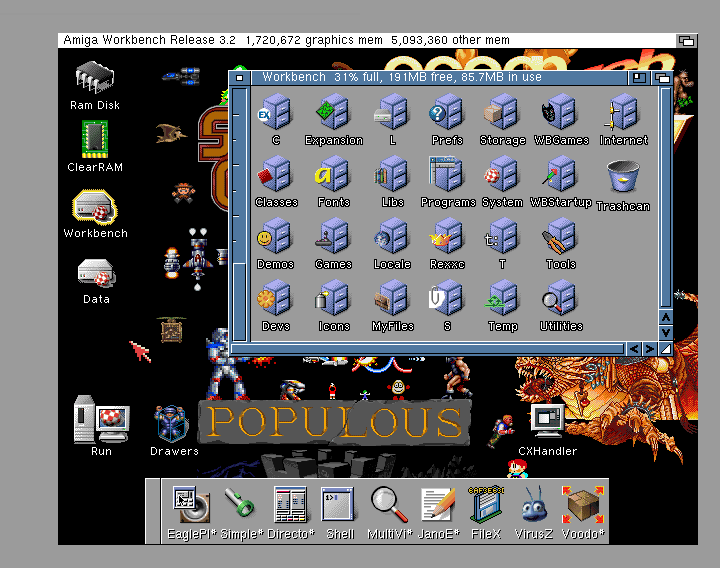 Amiga Workbench Release 3.2  1,720,672 graphics mem  5,093,360 other mem
Workbench  31% full, 191MB free, 85.7MB in use
Ram Disk
ClearRAM
Workbench
Data
C Expansion L Prefs Storage WBGames Internet
Classes Fonts Libs Programs System WBStartup Trashcan
Demos Games Locale Rexxc T Tools
Devs Icons MyFiles S Temp Utilities
POPULOUS
Run Drawers CXHandler
EaglePl* Simple* Directo* Shell MultiVi* JanoE* FileX VirusZ Voodo*